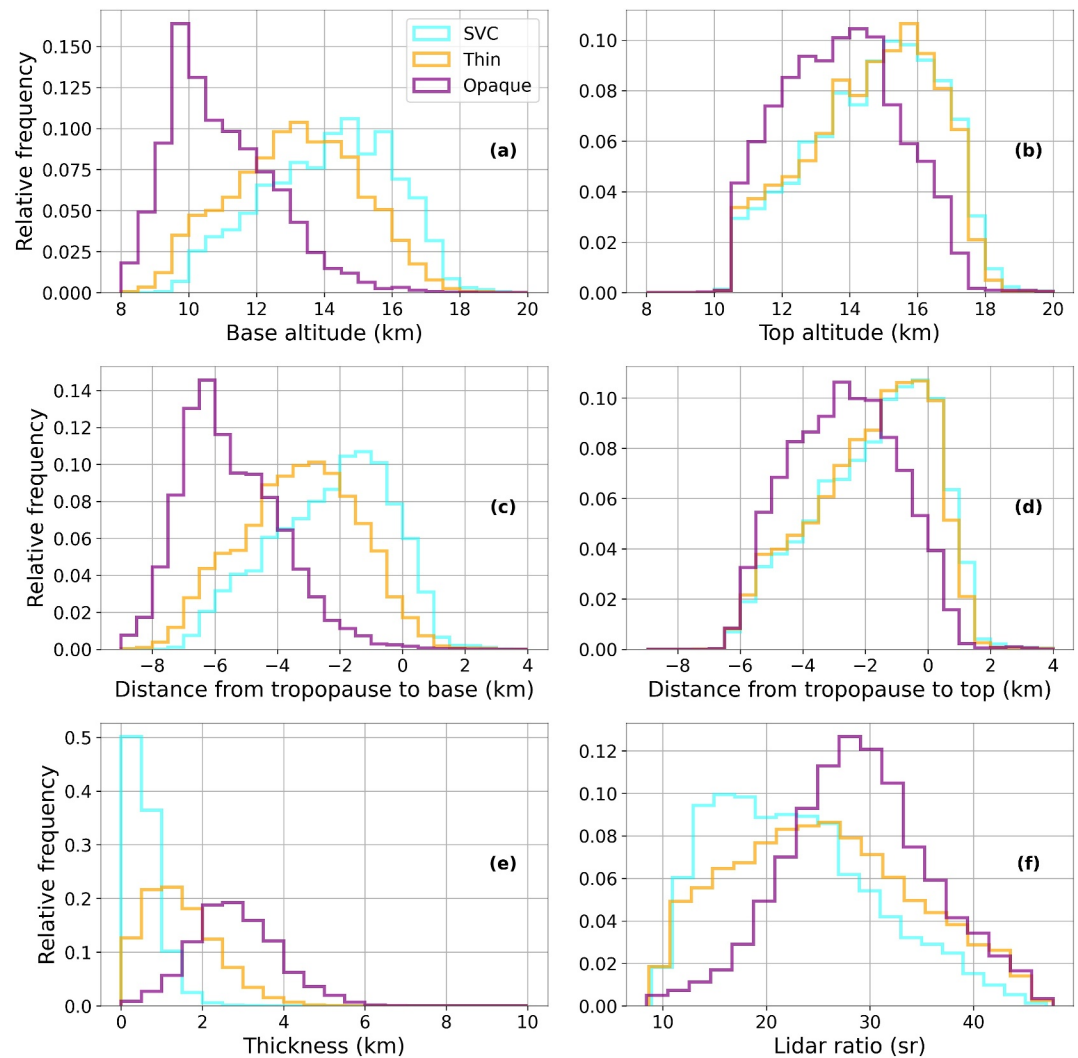 SVC
Thin
Opaque
(a)
Relative frequency
0.150
0.125
0.100
0.075
0.050
0.025
0.000
8 10 12 14 16 18 20
Base altitude (km)
(b)
0.10
0.08
0.06
0.04
0.02
0.00
8 10 12 14 16 18 20
Top altitude (km)
(c)
Relative frequency
0.14
0.12
0.10
0.08
0.06
0.04
0.02
0.00
−8 −6 −4 −2 0 2 4
Distance from tropopause to base (km)
(d)
0.10
0.08
0.06
0.04
0.02
0.00
−8 −6 −4 −2 0 2 4
Distance from tropopause to top (km)
(e)
Relative frequency
0.5
0.4
0.3
0.2
0.1
0.0
0 2 4 6 8 10
Thickness (km)
(f)
0.12
0.10
0.08
0.06
0.04
0.02
0.00
10 20 30 40
Lidar ratio (sr)